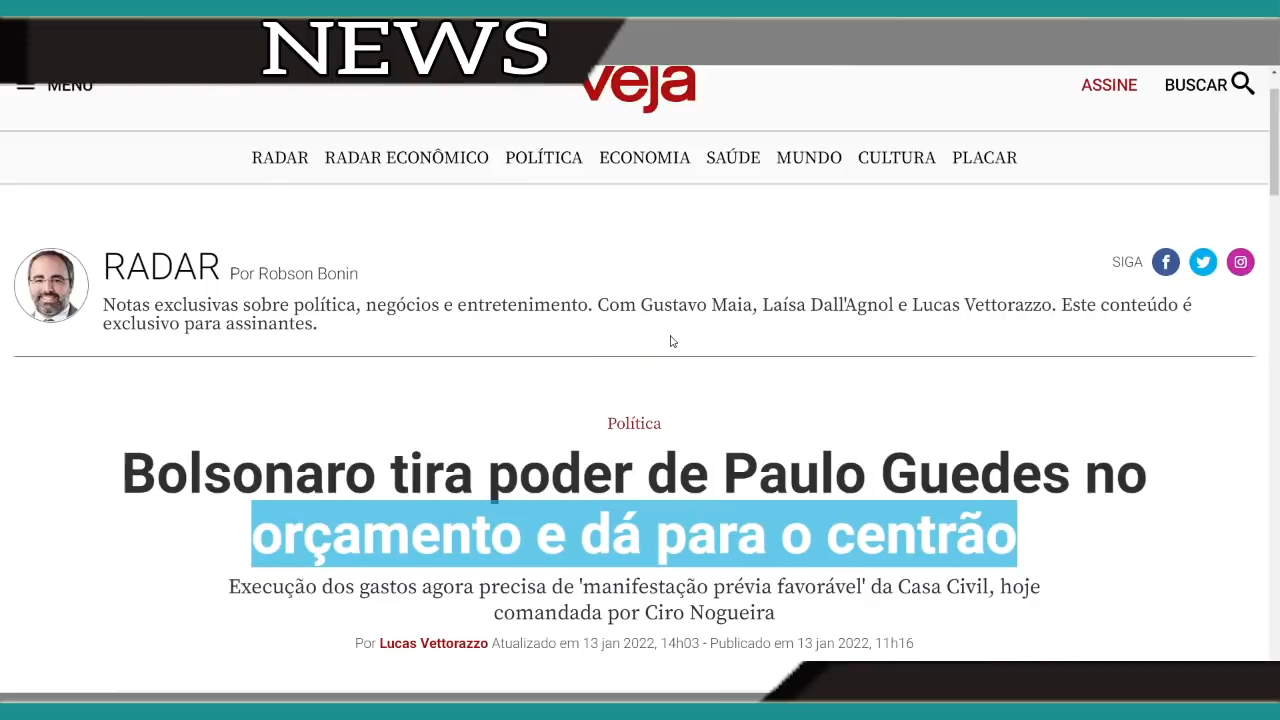 NEWS
MENU
veja
ASSINE
BUSCAR
RADAR RADAR ECONÔMICO POLÍTICA ECONOMIA SAÚDE MUNDO CULTURA PLACAR
RADAR Por Robson Bonin
SIGA
Notas exclusivas sobre política, negócios e entretenimento. Com Gustavo Maia, Laísa Dall'Agnol e Lucas Vettorazzo. Este conteúdo é
exclusivo para assinantes.
Política
Bolsonaro tira poder de Paulo Guedes no
orçamento e dá para o centrão
Execução dos gastos agora precisa de 'manifestação prévia favorável' da Casa Civil, hoje
comandada por Ciro Nogueira
Por Lucas Vettorazzo Atualizado em 13 jan 2022, 14h03 - Publicado em 13 jan 2022, 11h16